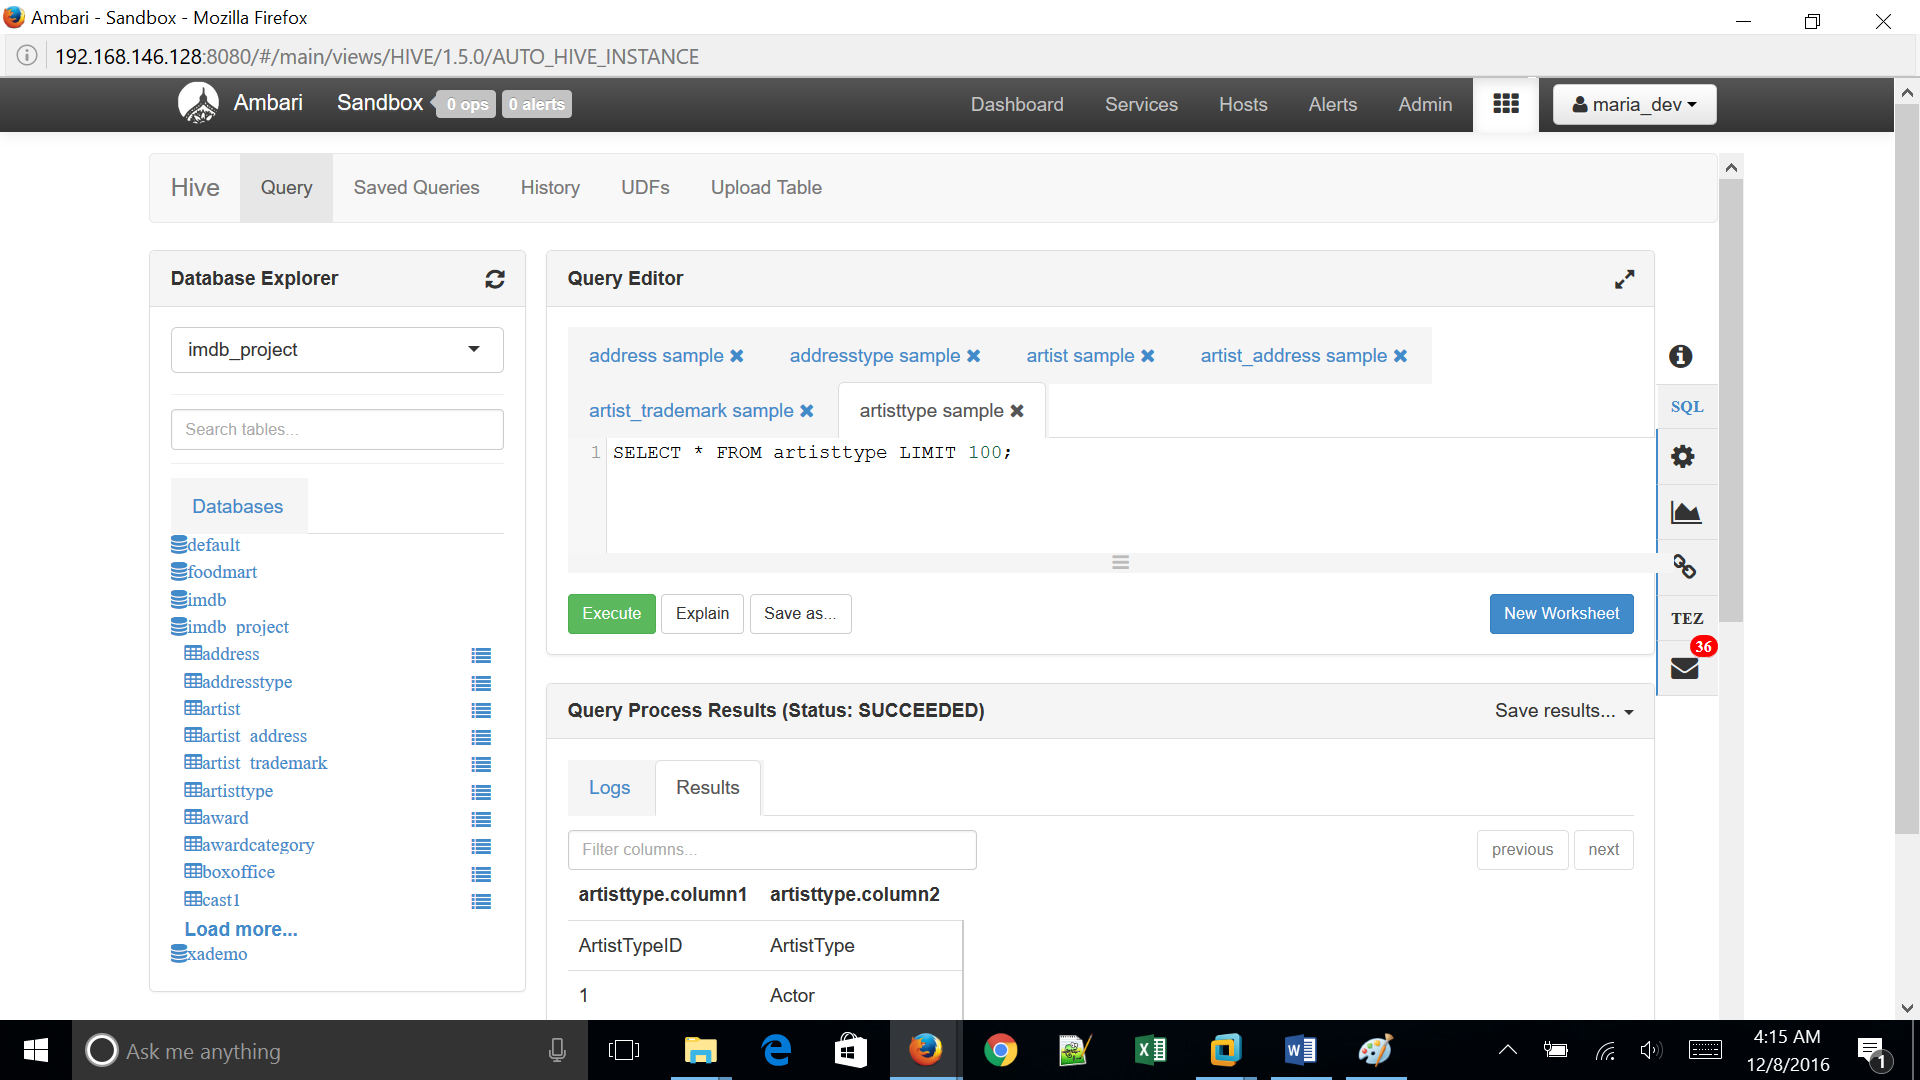 Ambari - Sandbox - Mozilla Firefox
192.168.146.128:8080/#/main/views/HIVE/1.5.0/AUTO_HIVE_INSTANCE
Ambari Sandbox 0 ops 0 alerts Dashboard Services Hosts Alerts Admin maria_dev
Hive Query Saved Queries History UDFs Upload Table
Database Explorer
imdb_project
Search tables...
Databases
default
foodmart
imdb
imdb_project
address
addresstype
artist
artist_address
artist_trademark
artisttype
award
awardcategory
boxoffice
cast1
Load more...
xademo
Query Editor
address sample addresstype sample artist sample artist_address sample
artist_trademark sample artisttype sample
1 SELECT * FROM artisttype LIMIT 100;
Execute Explain Save as... New Worksheet
SQL
TEZ
36
Query Process Results (Status: SUCCEEDED) Save results...
Logs Results
Filter columns... previous next
artisttype.column1 artisttype.column2
ArtistTypeID ArtistType
1 Actor
Ask me anything
4:15 AM
12/8/2016
1